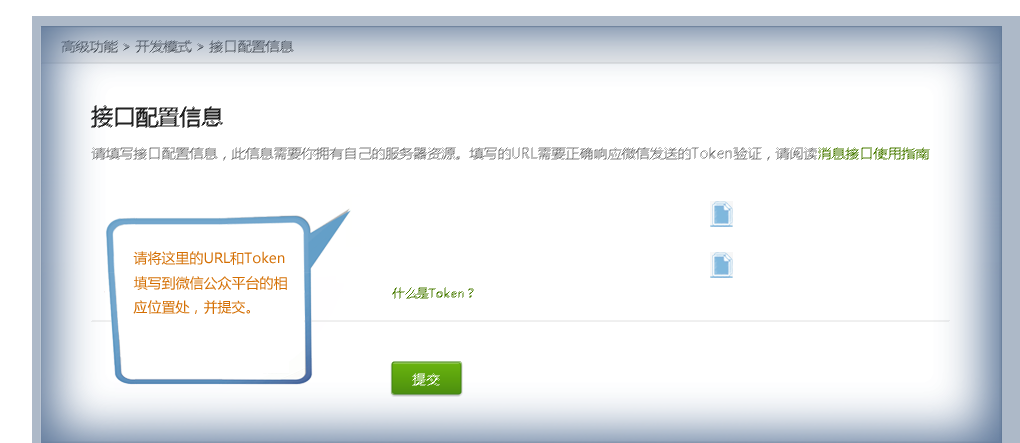 高级功能 > 开发模式 > 接口配置信息
接口配置信息
请填写接口配置信息，此信息需要你拥有自己的服务器资源。填写的URL需要正确响应微信发送的Token验证，请阅读消息接口使用指南
请将这里的URL和Token
填写到微信公众平台的相
应位置处，并提交。
什么是Token？
提交